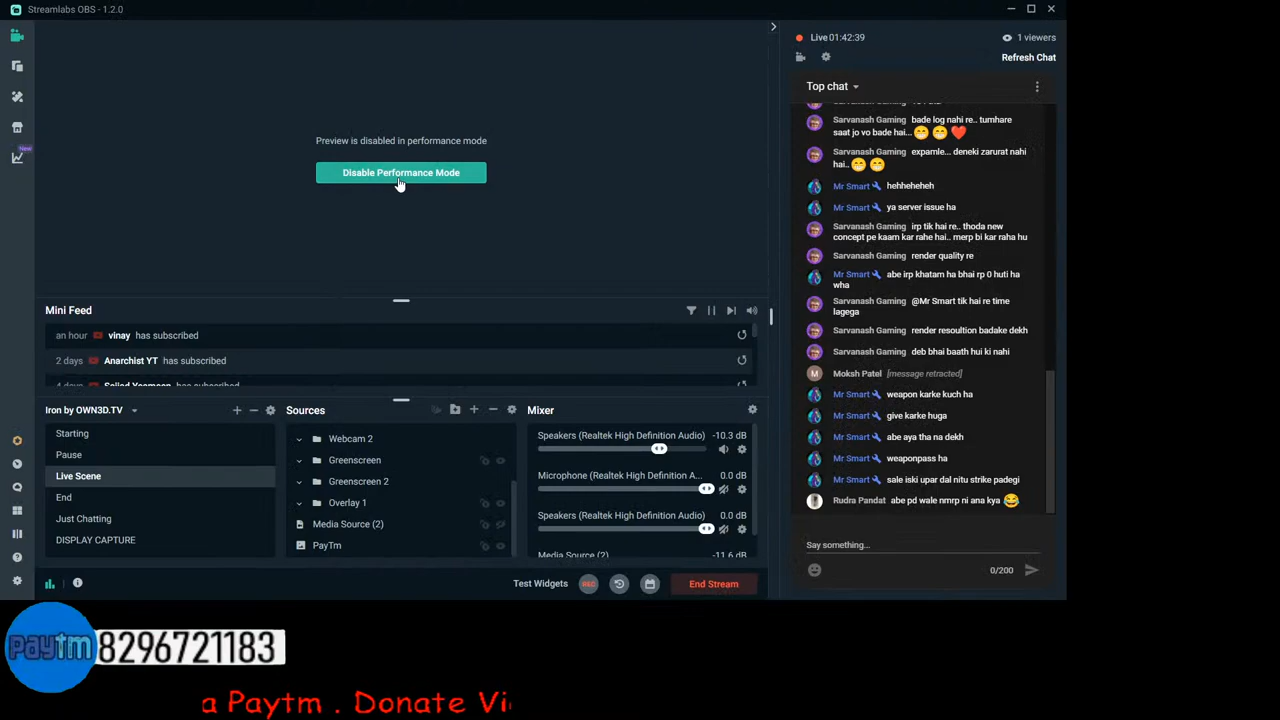 Streamlabs OBS - 1.2.0
Live 01:42:39
1 viewers
Refresh Chat
Top chat
Sarvanash Gaming bade log nahi re.. tumhare
saat jo vo bade hai... 😁 😁 ❤️
Sarvanash Gaming expamle... deneki zarurat nahi
hai.. 😁 😁
Mr Smart hehheheheh
Mr Smart ya server issue ha
Sarvanash Gaming irp tik hai re.. thoda new
concept pe kaam kar rahe hai.. merp bi kar raha hu
Sarvanash Gaming render quality re
Mr Smart abe irp khatam ha bhai rp 0 huti ha
wha
Sarvanash Gaming @Mr Smart tik hai re time
lagega
Sarvanash Gaming render resoultion badake dekh
Sarvanash Gaming deb bhai baath hui ki nahi
M Moksh Patel [message retracted]
Mr Smart weapon karke kuch ha
Mr Smart give karke huga
Mr Smart abe aya tha na dekh
Mr Smart weaponpass ha
Mr Smart sale iski upar dal nitu strike padegi
Rudra Pandat abe pd wale nmrp ni ana kya 😂
Say something...
0/200
New
Preview is disabled in performance mode
Disable Performance Mode
Mini Feed
an hour vinay has subscribed
2 days Anarchist YT has subscribed
Iron by OWN3D.TV
Starting
Pause
Live Scene
End
Just Chatting
DISPLAY CAPTURE
Sources
Webcam 2
Greenscreen
Greenscreen 2
Overlay 1
Media Source (2)
PayTm
Mixer
Speakers (Realtek High Definition Audio) -10.3 dB
Microphone (Realtek High Definition A... 0.0 dB
Speakers (Realtek High Definition Audio) 0.0 dB
Media Source (2) -11.6 dB
Test Widgets
REC
End Stream
paytm 8296721183
a Paytm . Donate Vi